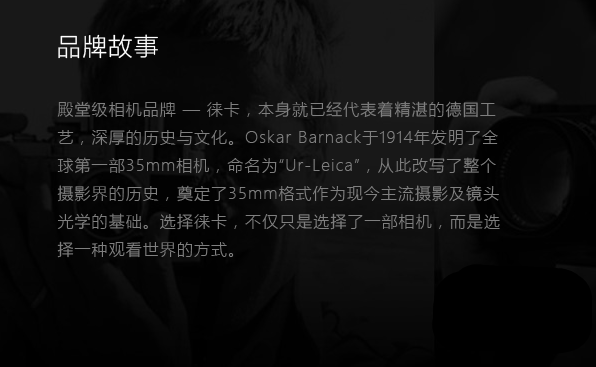 品牌故事
殿堂级相机品牌 — 徕卡，本身就已经代表着精湛的德国工
艺，深厚的历史与文化。Oskar Barnack于1914年发明了全
球第一部35mm相机，命名为“Ur-Leica”，从此改写了整个
摄影界的历史，奠定了35mm格式作为现今主流摄影及镜头
光学的基础。选择徕卡，不仅只是选择了一部相机，而是选
择一种观看世界的方式。